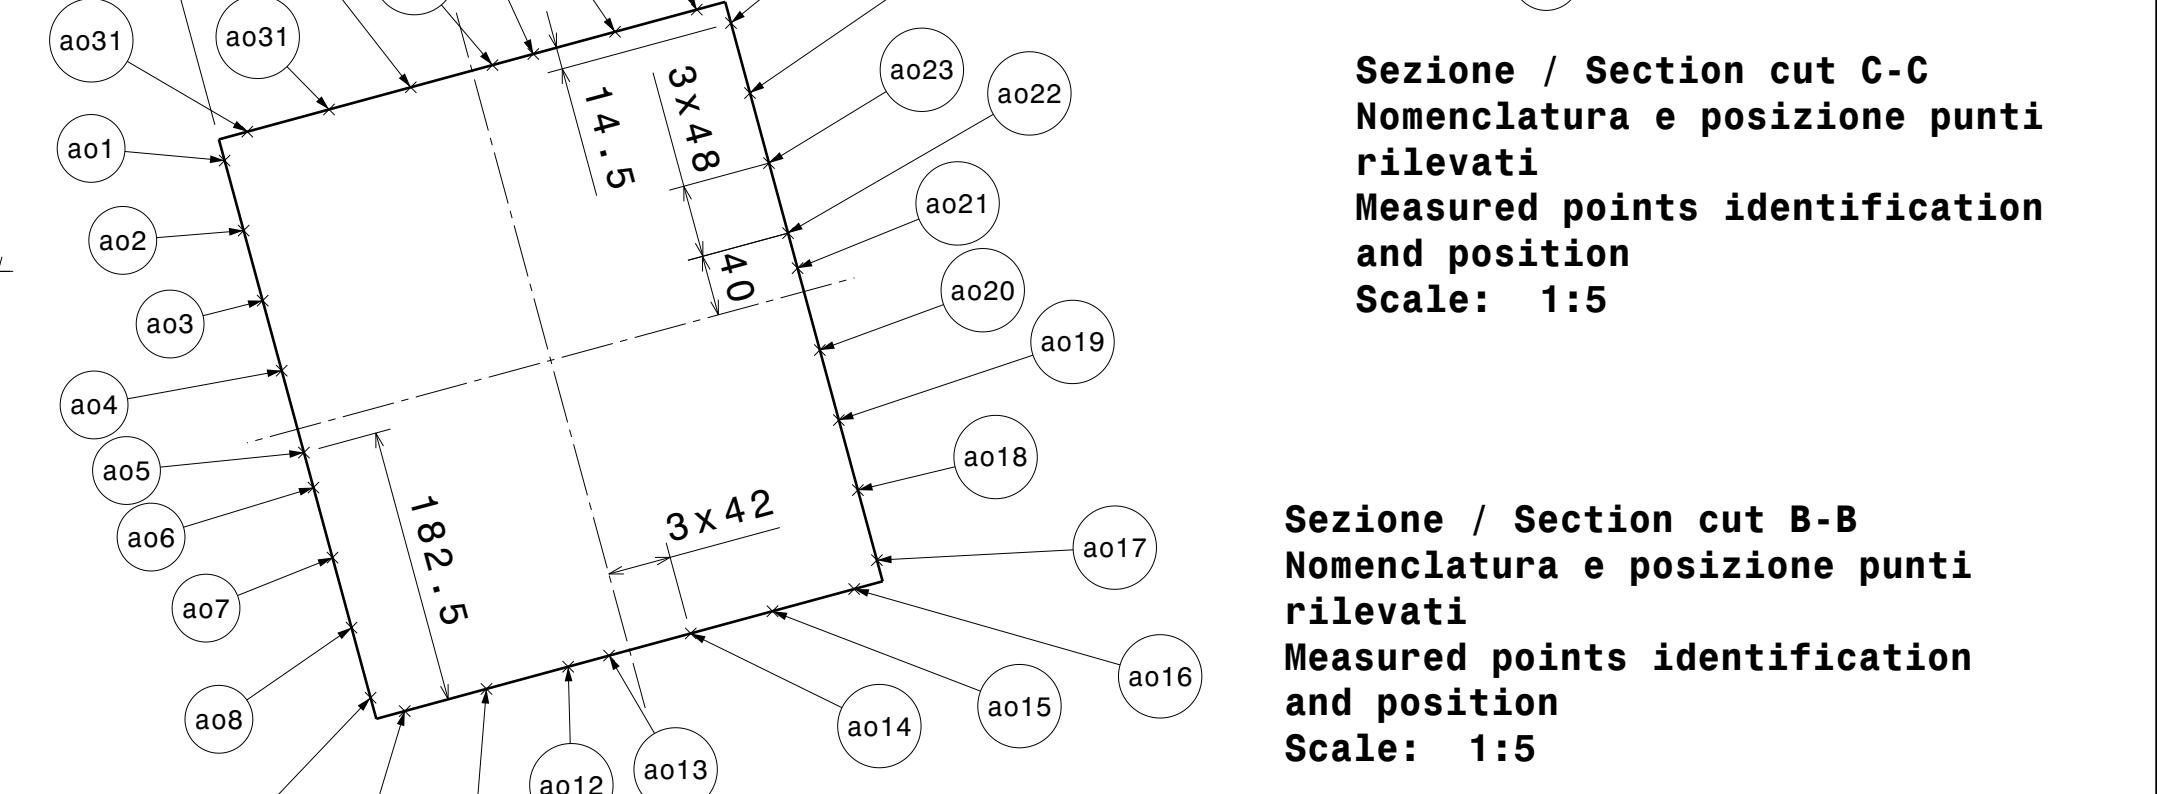 ao31
ao31
ao1
ao2
ao3
ao4
ao5
ao6
ao7
ao8
ao12
ao13
ao14
ao15
ao16
ao17
ao18
ao19
ao20
ao21
ao22
ao23
14.5
3x48
40
182.5
3x42
Sezione / Section cut C-C
Nomenclatura e posizione punti
rilevati
Measured points identification
and position
Scale: 1:5
Sezione / Section cut B-B
Nomenclatura e posizione punti
rilevati
Measured points identification
and position
Scale: 1:5